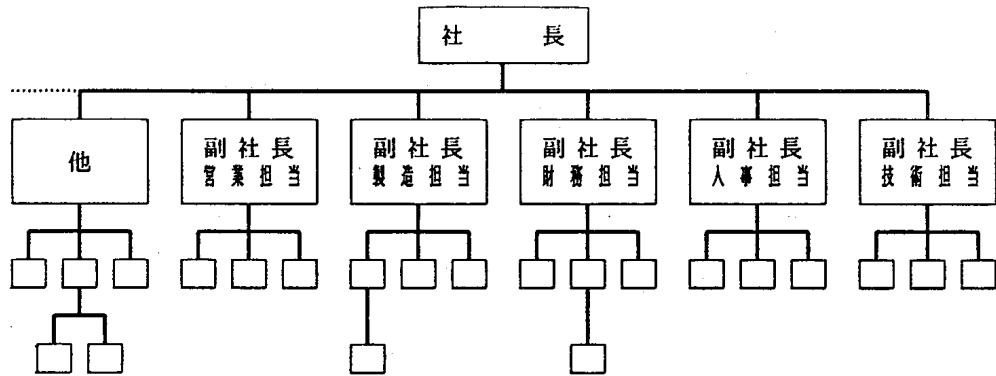 社長
他
副社長
営業担当
副社長
製造担当
副社長
財務担当
副社長
人事担当
副社長
技術担当